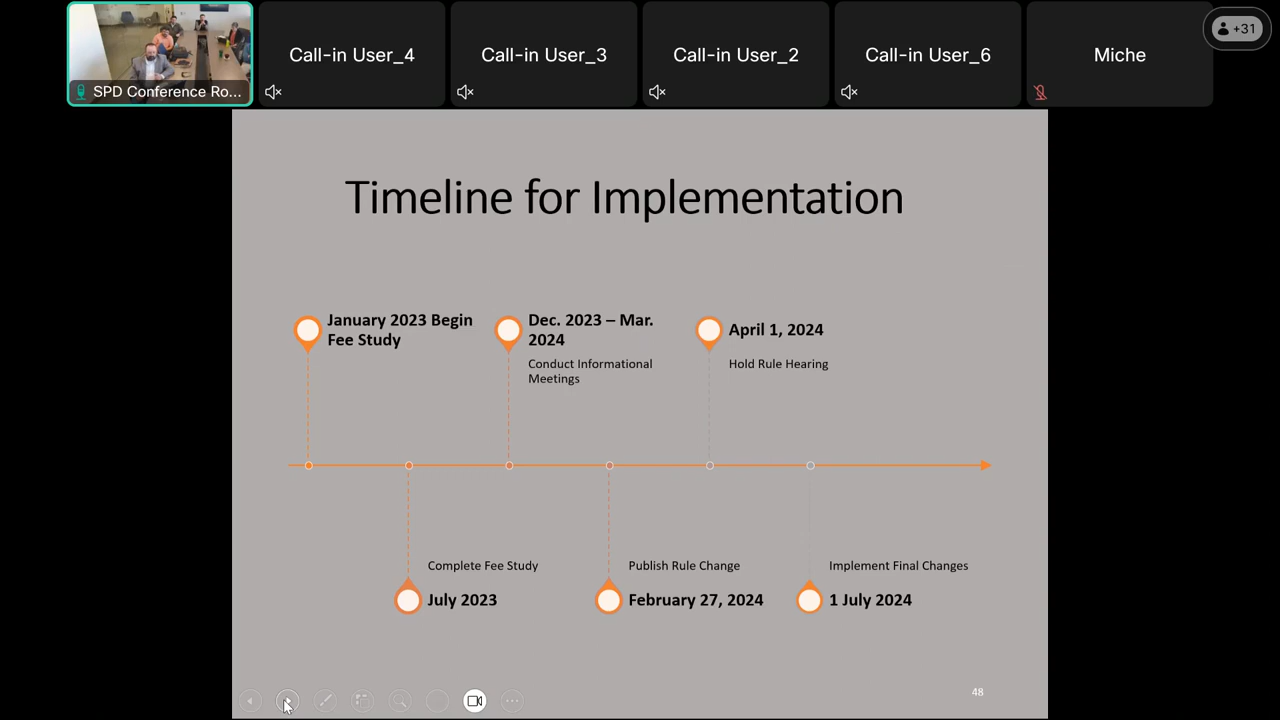 SPD Conference Ro...
Call-in User_4
Call-in User_3
Call-in User_2
Call-in User_6
Miche
+31
Timeline for Implementation
January 2023 Begin
Fee Study
Dec. 2023 – Mar.
2024
Conduct Informational
Meetings
April 1, 2024
Hold Rule Hearing
Complete Fee Study
July 2023
Publish Rule Change
February 27, 2024
Implement Final Changes
1 July 2024
48